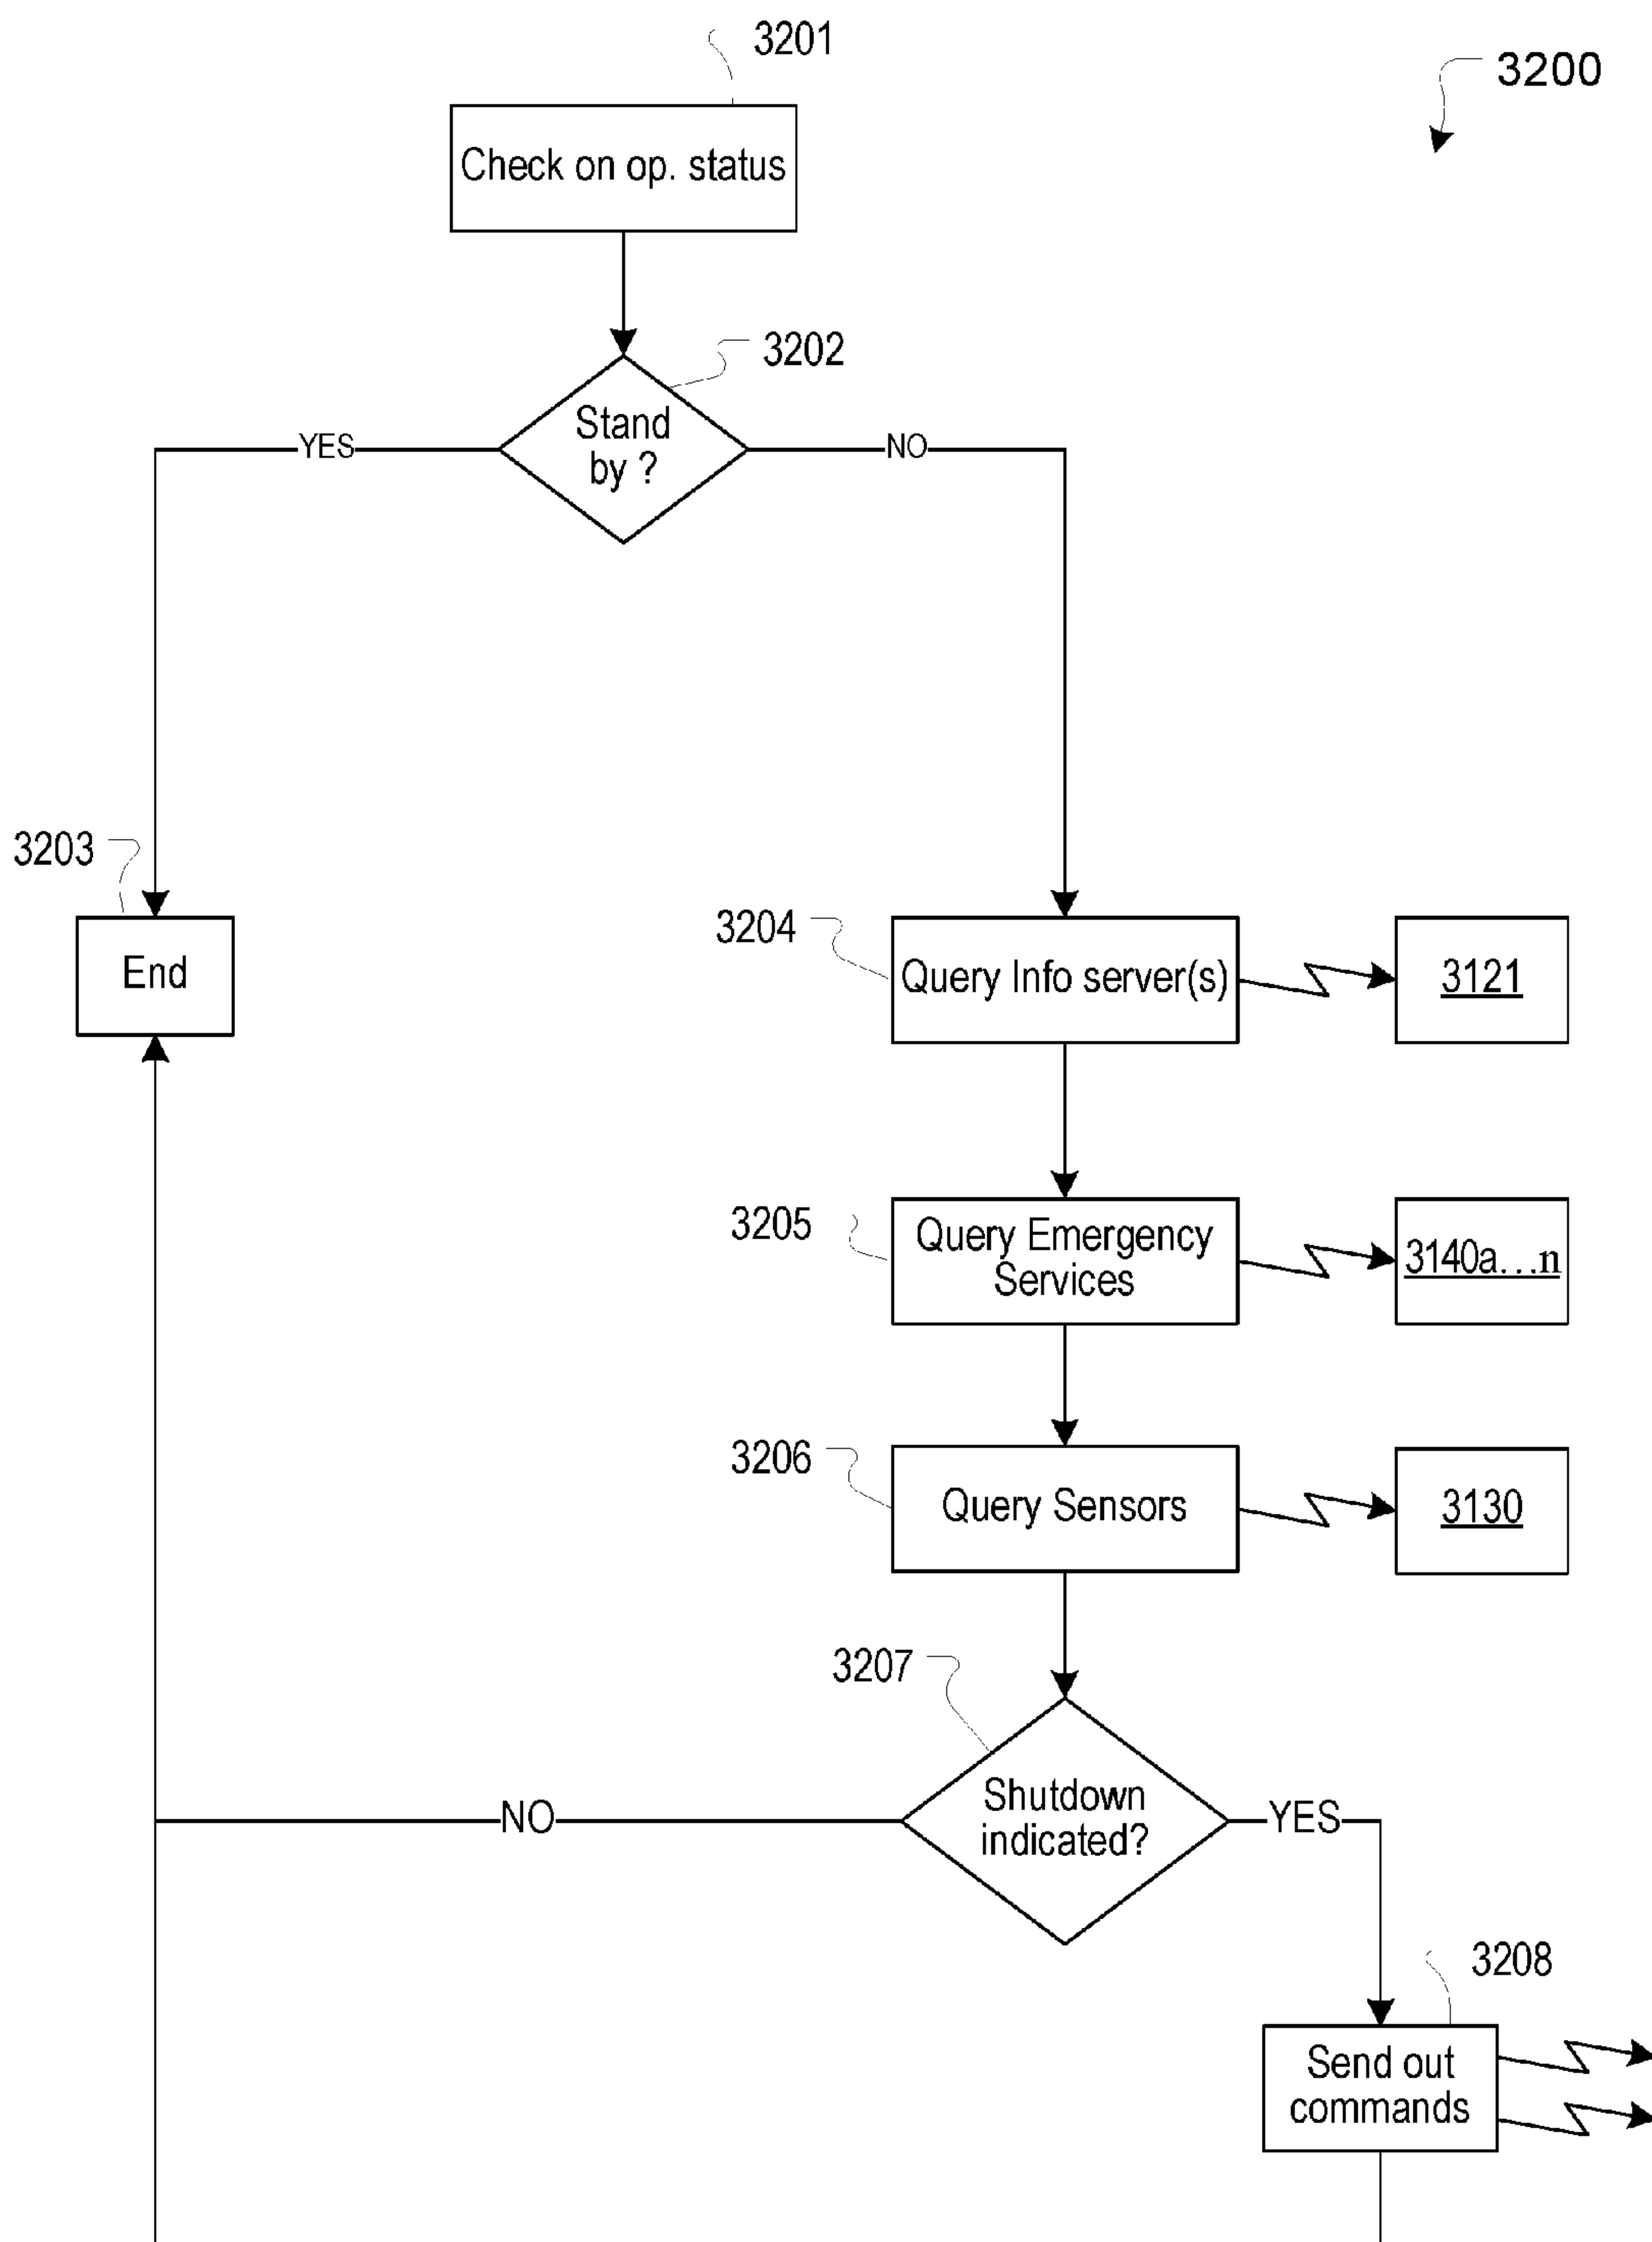 3201
3200
Check on op. status
3202
Stand
by ?
YES
NO
3203
End
3204
Query Info server(s)
3121
3205
Query Emergency
Services
3140a...n
3206
Query Sensors
3130
3207
Shutdown
indicated?
NO
YES
3208
Send out
commands